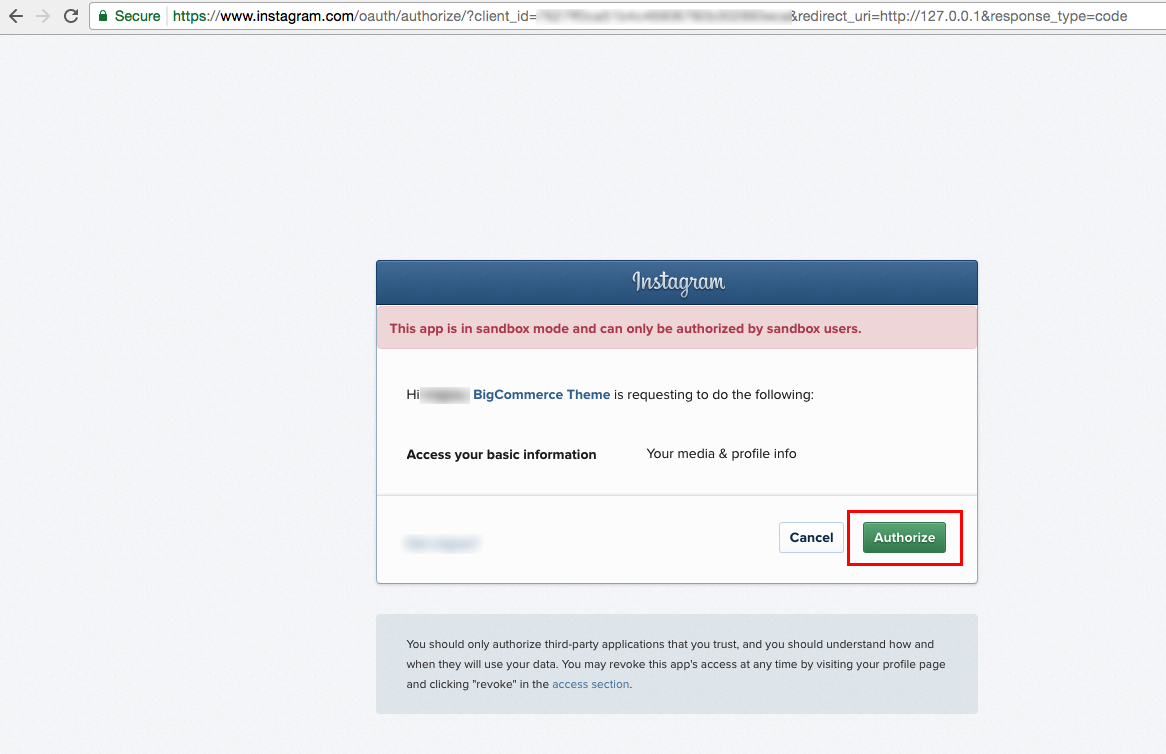 Secure https://www.instagram.com/oauth/authorize/?client_id= &redirect_uri=http://127.0.0.1&response_type=code
Instagram
This app is in sandbox mode and can only be authorized by sandbox users.
Hi BigCommerce Theme is requesting to do the following:
Access your basic information Your media & profile info
Cancel Authorize
You should only authorize third-party applications that you trust, and you should understand how and
when they will use your data. You may revoke this app's access at any time by visiting your profile page
and clicking "revoke" in the access section.